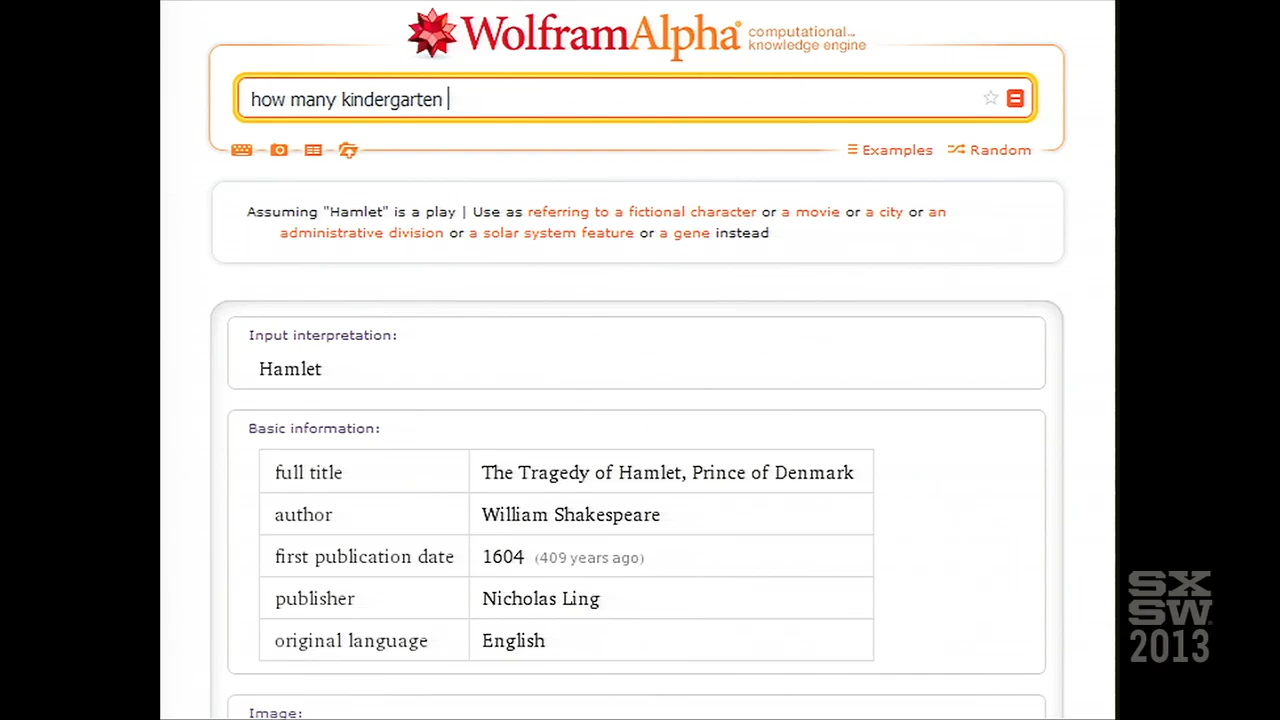 WolframAlpha computational knowledge engine
how many kindergarten
Examples Random
Assuming "Hamlet" is a play | Use as referring to a fictional character or a movie or a city or an
administrative division or a solar system feature or a gene instead
Input interpretation:
Hamlet
Basic information:
full title The Tragedy of Hamlet, Prince of Denmark
author William Shakespeare
first publication date 1604 (409 years ago)
publisher Nicholas Ling
original language English
Image:
SX
SW
2013